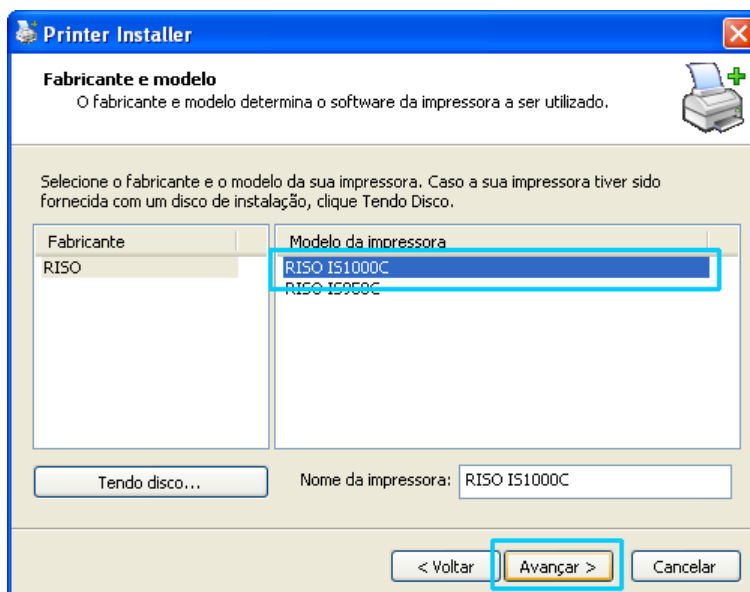 Printer Installer
Fabricante e modelo
O fabricante e modelo determina o software da impressora a ser utilizado.
Selecione o fabricante e o modelo da sua impressora. Caso a sua impressora tiver sido
fornecida com um disco de instalação, clique Tendo Disco.
Fabricante
Modelo da impressora
RISO
RISO IS1000C
RISO IS950C
Tendo disco...
Nome da impressora:
RISO IS1000C
< Voltar
Avançar >
Cancelar